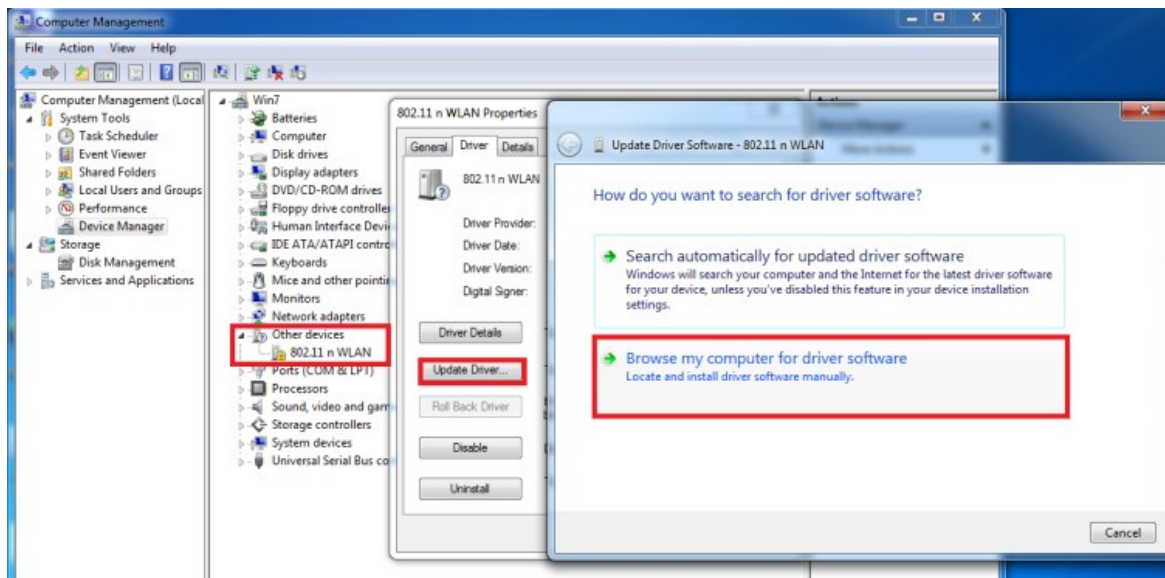 Computer Management
File Action View Help
Computer Management (Local
System Tools
Task Scheduler
Event Viewer
Shared Folders
Local Users and Groups
Performance
Device Manager
Storage
Disk Management
Services and Applications
Win7
Batteries
Computer
Disk drives
Display adapters
DVD/CD-ROM drives
Floppy drive controlle
Human Interface Devi
IDE ATA/ATAPI contro
Keyboards
Mice and other pointi
Monitors
Network adapters
Other devices
802.11 n WLAN
Ports (COM & LPT)
Processors
Sound, video and gam
Storage controllers
System devices
Universal Serial Bus co
802.11 n WLAN Properties
General Driver Details
802.11 n WLAN
Driver Provider:
Driver Date:
Driver Version:
Digital Signer:
Driver Details
Update Driver...
Roll Back Driver
Disable
Uninstall
Update Driver Software - 802.11 n WLAN
How do you want to search for driver software?
Search automatically for updated driver software
Windows will search your computer and the Internet for the latest driver software
for your device, unless you've disabled this feature in your device installation
settings.
Browse my computer for driver software
Locate and install driver software manually.
Cancel